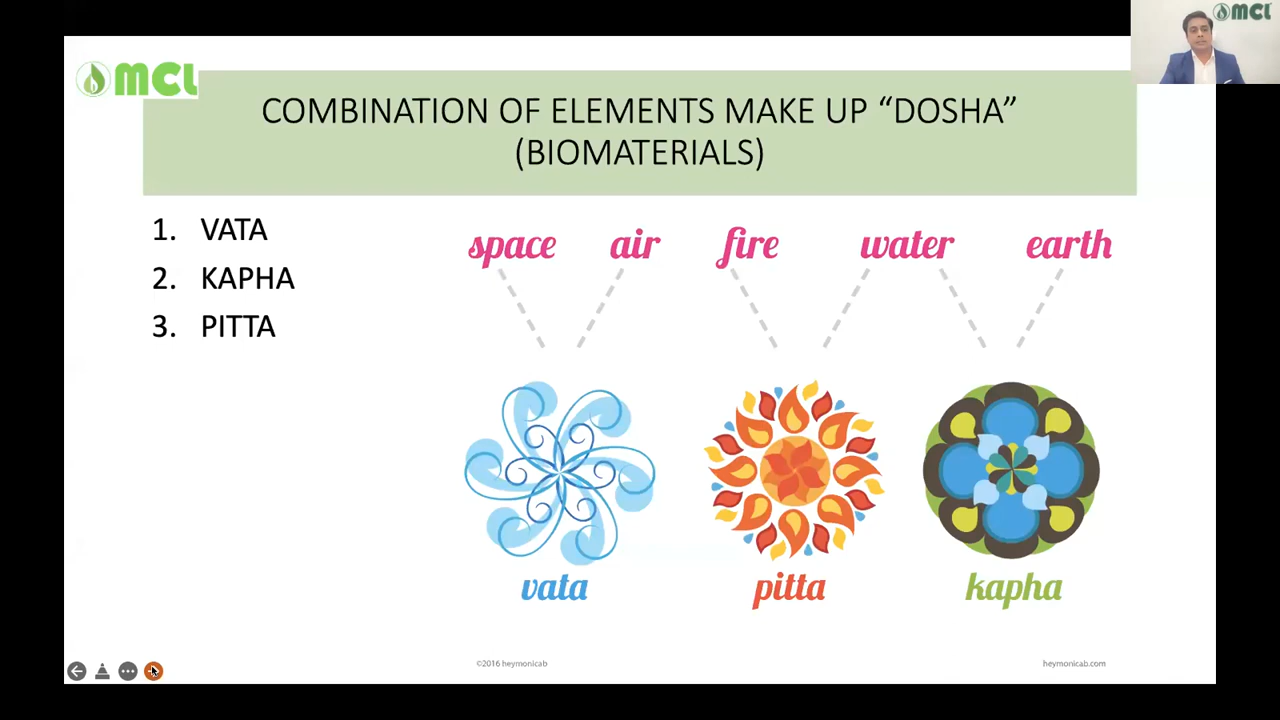 MCL
MCL
COMBINATION OF ELEMENTS MAKE UP “DOSHA”
(BIOMATERIALS)
1. VATA
2. KAPHA
3. PITTA
space air fire water earth
vata pitta kapha
©2016 heymonicab heymonicab.com